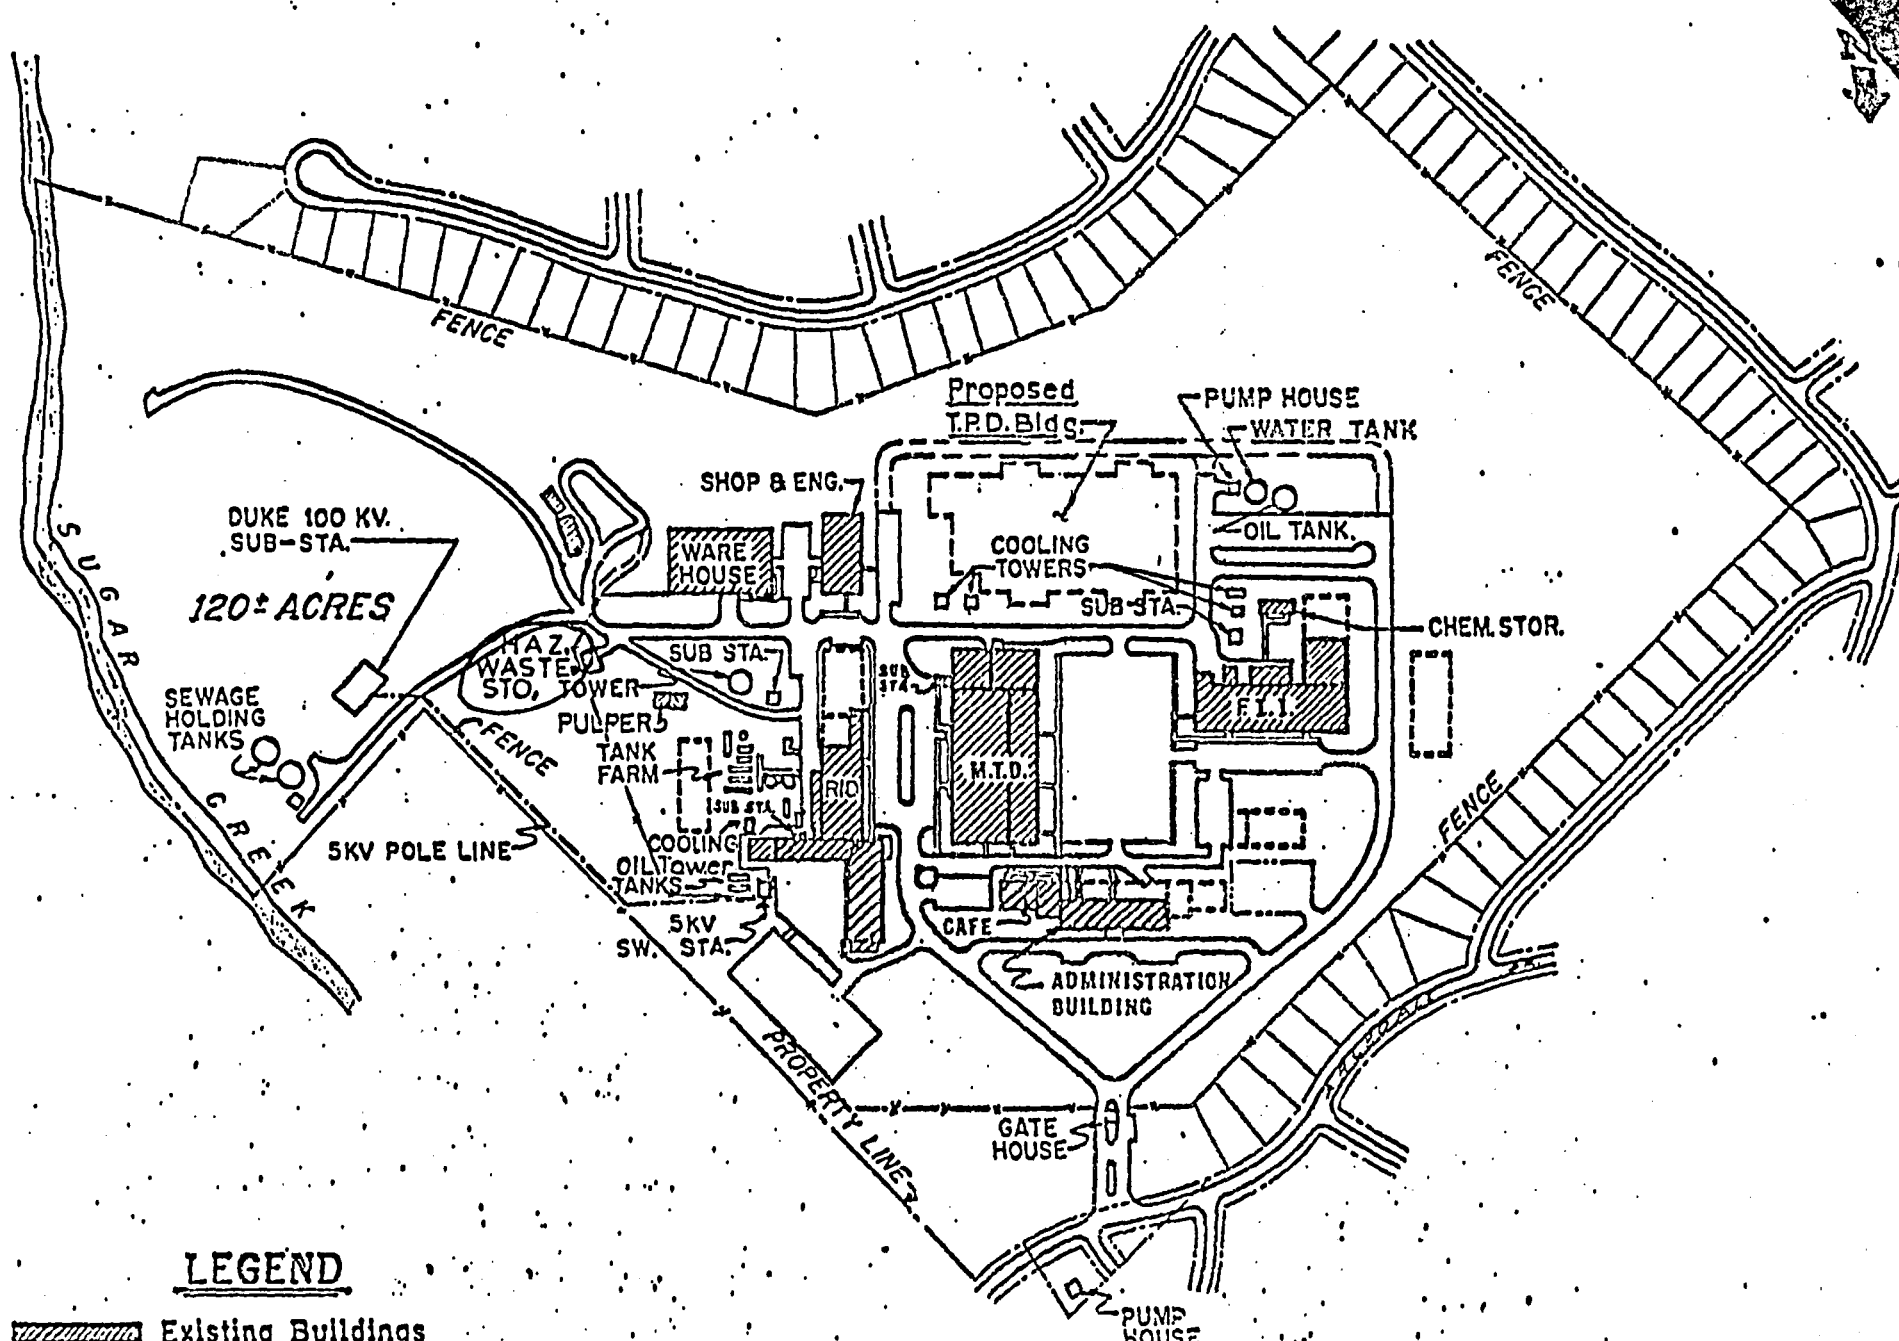 N
FENCE
FENCE
Proposed
T.P.D. Bldg.
PUMP HOUSE
WATER TANK
SHOP & ENG.
DUKE 100 KV.
SUB-STA.
WARE
HOUSE
COOLING
TOWERS
OIL TANK.
SUGAR CREEK
120± ACRES
SUB STA.
CHEM. STOR.
HAZ.
WASTE
STO.
SUB STA.
SUB
STA.
TOWER
SEWAGE
HOLDING
TANKS
PULPER
FENCE
F.L.I.
TANK
FARM
M.T.D.
RID
SUB STA.
FENCE
5KV POLE LINE
COOLING
OIL Tower
TANKS
5KV
SW. STA.
CAFE
ADMINISTRATION
BUILDING
PROPERTY LINE
GATE
HOUSE
LEGEND
PUMP
HOUSE
Existing Buildings